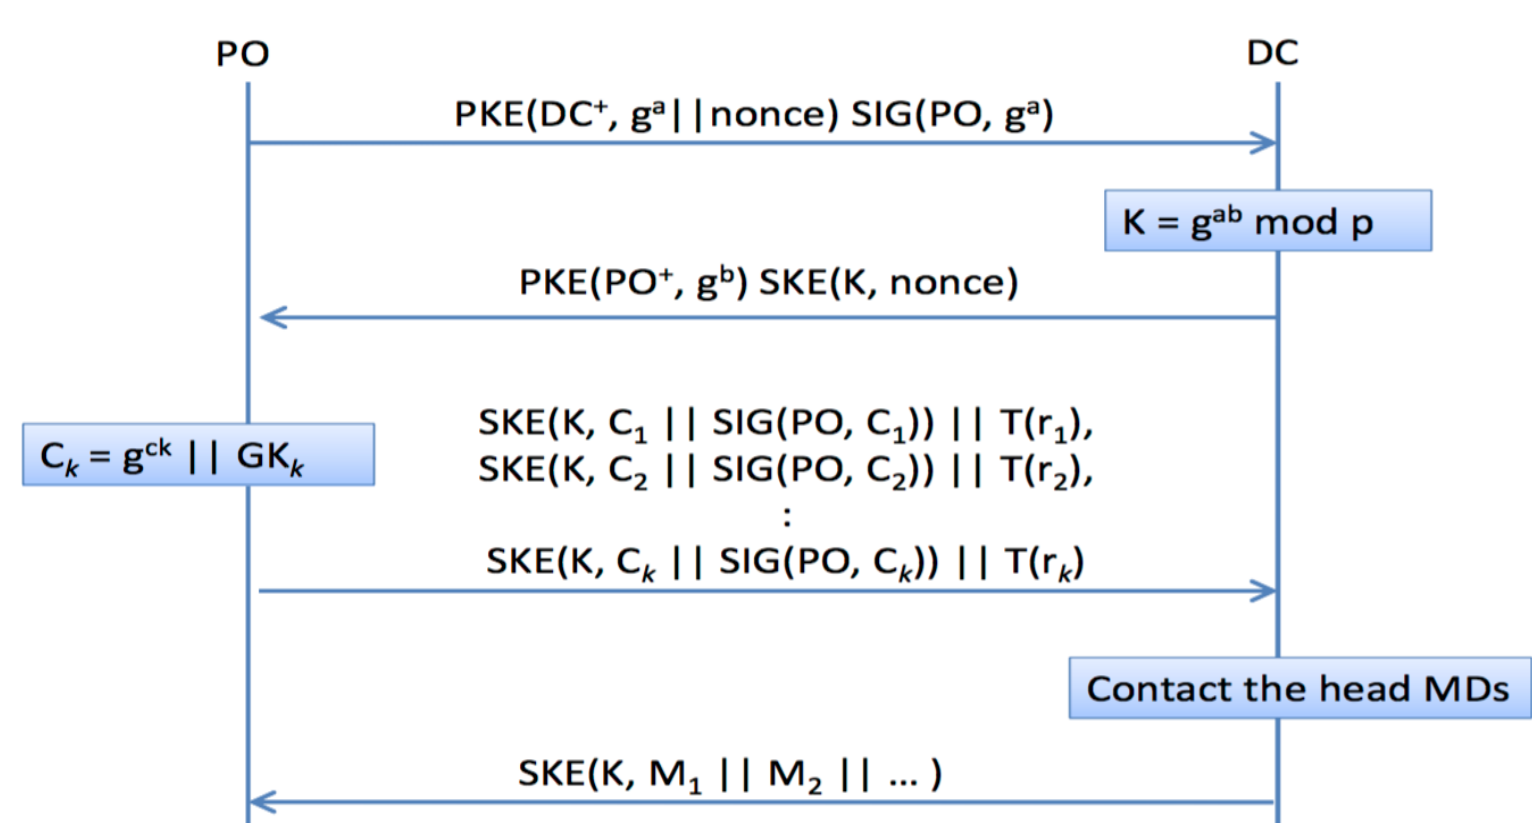 PO
DC
PKE(DC⁺, gᵃ||nonce) SIG(PO, gᵃ)
K = gᵃᵇ mod p
PKE(PO⁺, gᵇ) SKE(K, nonce)
SKE(K, C₁ || SIG(PO, C₁)) || T(r₁),
Cₖ = gᶜᵏ || GKₖ
SKE(K, C₂ || SIG(PO, C₂)) || T(r₂),
:
SKE(K, Cₖ || SIG(PO, Cₖ)) || T(rₖ)
Contact the head MDs
SKE(K, M₁ || M₂ || ... )